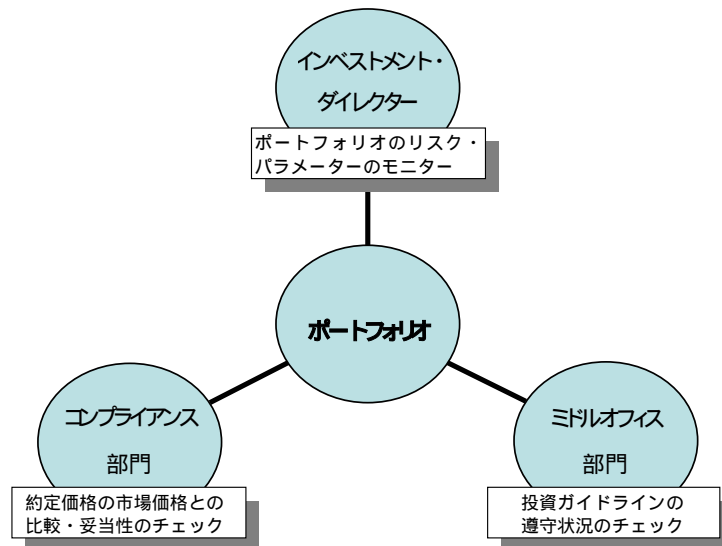 インベストメント・
ダイレクター
ポートフォリオのリスク・
パラメーターのモニター
ポートフォリオ
コンプライアンス
部門
約定価格の市場価格との
比較・妥当性のチェック
ミドルオフィス
部門
投資ガイドラインの
遵守状況のチェック